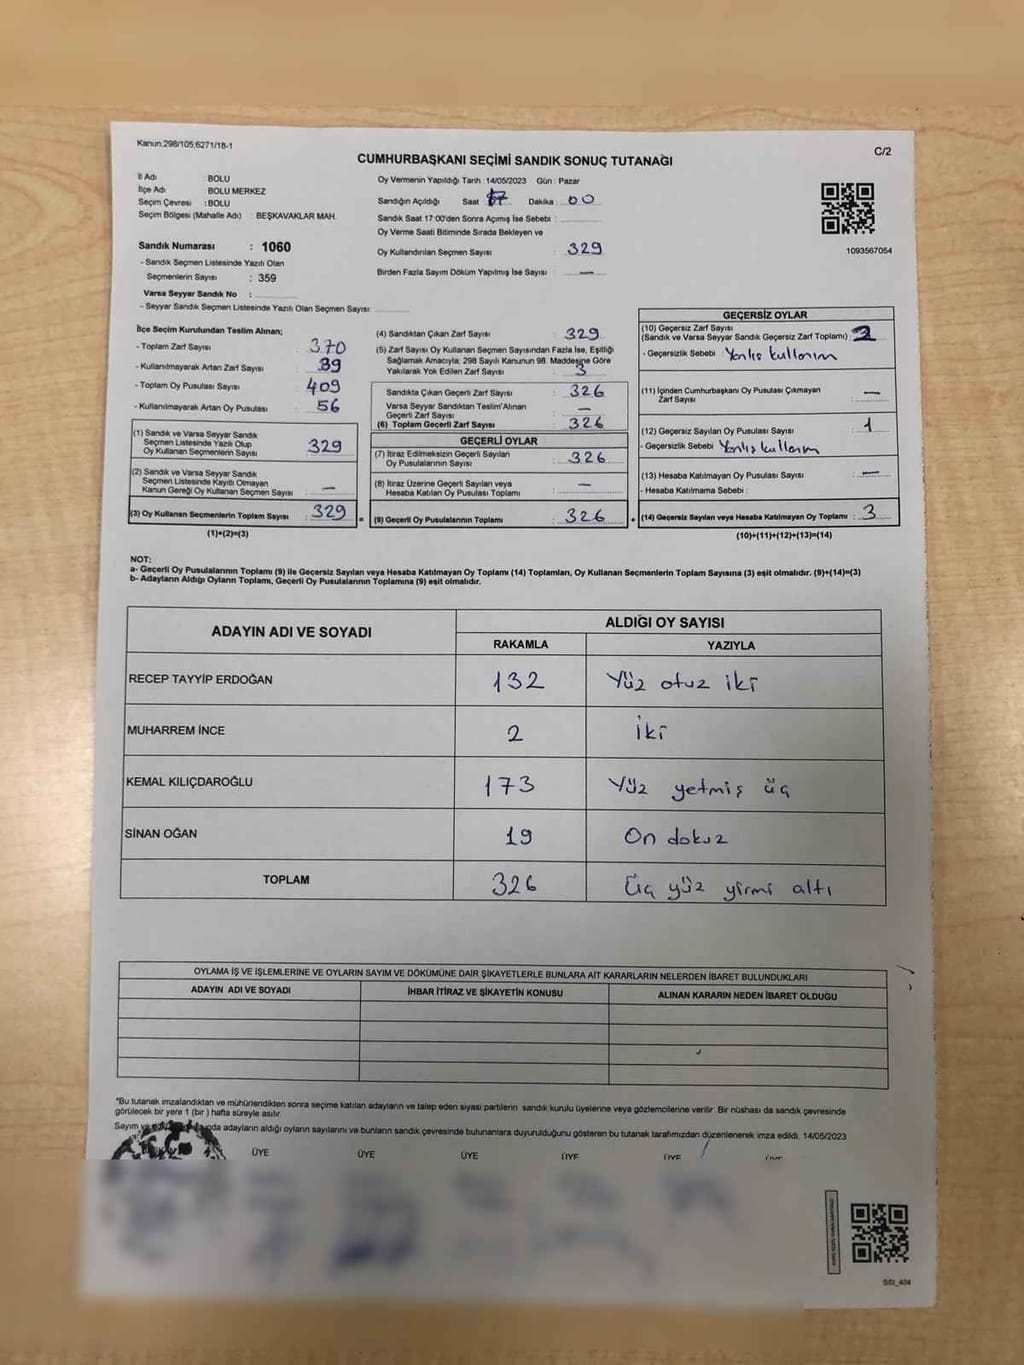 Kanun.298/105,6271/18-1
C/2
CUMHURBAŞKANI SEÇİMİ SANDIK SONUÇ TUTANAĞI
İl Adı : BOLU
İlçe Adı : BOLU MERKEZ
Seçim Çevresi : BOLU
Seçim Bölgesi (Mahalle Adı) BEŞKAVAKLAR MAH.
Sandık Numarası : 1060
- Sandık Seçmen Listesinde Yazılı Olan
Seçmenlerin Sayısı : 359
Varsa Seyyar Sandık No :
- Seyyar Sandık Seçmen Listesinde Yazılı Olan Seçmen Sayısı:
Oy Vermenin Yapıldığı Tarih : 14/05/2023 Gün : Pazar
Sandığın Açıldığı Saat 17 Dakika : 00
Sandık Saat 17:00'den Sonra Açımış İse Sebebi :
Oy Verme Saati Bitiminde Sırada Bekleyen ve
Oy Kullandırılan Seçmen Sayısı : 329
Birden Fazla Sayım Döküm Yapılmış İse Sayısı : —
1093567054
İlçe Seçim Kurulundan Teslim Alınan;
- Toplam Zarf Sayısı : 370
- Kullanılmayarak Artan Zarf Sayısı : 39
- Toplam Oy Pusulası Sayısı : 409
- Kullanılmayarak Artan Oy Pusulası : 56
(1) Sandık ve Varsa Seyyar Sandık
Seçmen Listesinde Yazılı Olup
Oy Kullanan Seçmenlerin Sayısı : 329
(2) Sandık ve Varsa Seyyar Sandık
Seçmen Listesinde Kayıtlı Olmayan
Kanun Gereği Oy Kullanan Seçmen Sayısı : —
(3) Oy Kullanan Seçmenlerin Toplam Sayısı : 329 =
(1)+(2)=(3)
(4) Sandıktan Çıkan Zarf Sayısı : 329
(5) Zarf Sayısı Oy Kullanan Seçmen Sayısından Fazla İse, Eşitliği
Sağlamak Amacıyla; 298 Sayılı Kanunun 98. Maddesine Göre
Yakılarak Yok Edilen Zarf Sayısı : 3
Sandıkta Çıkan Geçerli Zarf Sayısı : 326
Varsa Seyyar Sandıktan Teslim Alınan
Geçerli Zarf Sayısı : —
(6) Toplam Geçerli Zarf Sayısı : 326
GEÇERLİ OYLAR
(7) İtiraz Edilmeksizin Geçerli Sayılan
Oy Pusulalarının Sayısı : 326
(8) İtiraz Üzerine Geçerli Sayılan veya
Hesaba Katılan Oy Pusulası Toplamı : —
(9) Geçerli Oy Pusulalarının Toplamı : 326 +
GEÇERSİZ OYLAR
(10) Geçersiz Zarf Sayısı
(Sandık ve Varsa Seyyar Sandık Geçersiz Zarf Toplamı) : 2
- Geçersizlik Sebebi : Yanlış kullanım
(11) İçinden Cumhurbaşkanı Oy Pusulası Çıkmayan
Zarf Sayısı : —
(12) Geçersiz Sayılan Oy Pusulası Sayısı : 1
- Geçersizlik Sebebi : Yanlış kullanım
(13) Hesaba Katılmayan Oy Pusulası Sayısı : —
- Hesaba Katılmama Sebebi :
(14) Geçersiz Sayılan veya Hesaba Katılmayan Oy Toplamı : 3
(10)+(11)+(12)+(13)=(14)
NOT:
a- Geçerli Oy Pusulalarının Toplamı (9) ile Geçersiz Sayılan veya Hesaba Katılmayan Oy Toplamı (14) Toplamları, Oy Kullanan Seçmenlerin Toplam Sayısına (3) eşit olmalıdır. (9)+(14)=(3)
b- Adayların Aldığı Oyların Toplamı, Geçerli Oy Pusulalarının Toplamına (9) eşit olmalıdır.
ADAYIN ADI VE SOYADI
ALDIĞI OY SAYISI
RAKAMLA YAZIYLA
RECEP TAYYİP ERDOĞAN 132 Yüz otuz iki
MUHARREM İNCE 2 İki
KEMAL KILIÇDAROĞLU 173 Yüz yetmiş üç
SİNAN OĞAN 19 On dokuz
TOPLAM 326 Üç yüz yirmi altı
OYLAMA İŞ VE İŞLEMLERİNE VE OYLARIN SAYIM VE DÖKÜMÜNE DAİR ŞİKAYETLERLE BUNLARA AİT KARARLARIN NELERDEN İBARET BULUNDUKLARI
ADAYIN ADI VE SOYADI İHBAR İTİRAZ VE ŞİKAYETİN KONUSU ALINAN KARARIN NEDEN İBARET OLDUĞU
*Bu tutanak imzalandıktan ve mühürlendikten sonra seçime katılan adayların ve talep eden siyasi partilerin sandık kurulu üyelerine veya gözlemcilerine verilir. Bir nüshası da sandık çevresinde
görülecek bir yere 1 (bir) hafta süreyle asılır.
Sayım ve adayların aldığı oyların sayılarını ve bunların sandık çevresinde bulunanlara duyurulduğunu gösteren bu tutanak tarafımızdan düzenlenerek imza edildi. 14/05/2023
ÜYE ÜYE ÜYE ÜYE ÜYE
SSI_404